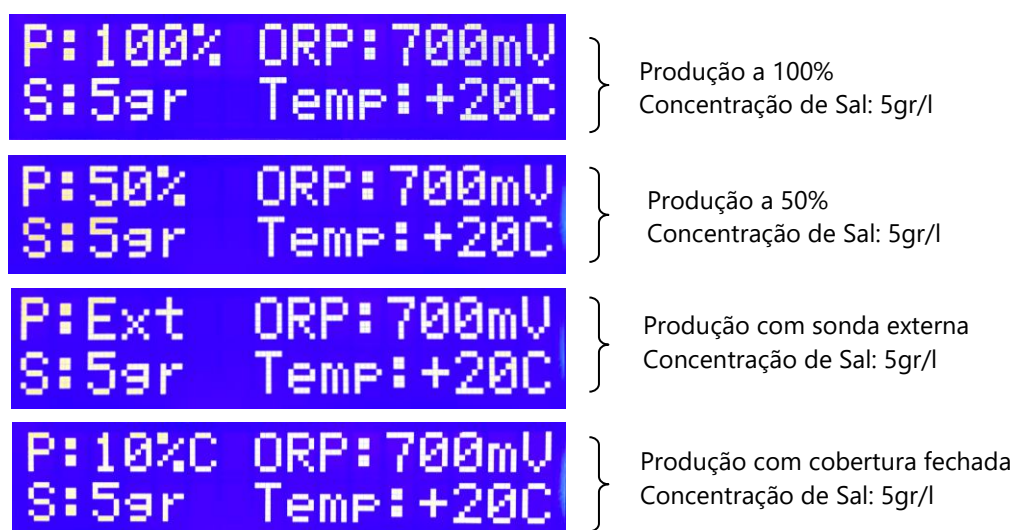 P:100% ORP:700mV
S:5gr Temp:+20C
Produção a 100%
Concentração de Sal: 5gr/l
P:50% ORP:700mV
S:5gr Temp:+20C
Produção a 50%
Concentração de Sal: 5gr/l
P:Ext ORP:700mV
S:5gr Temp:+20C
Produção com sonda externa
Concentração de Sal: 5gr/l
P:10%C ORP:700mV
S:5gr Temp:+20C
Produção com cobertura fechada
Concentração de Sal: 5gr/l